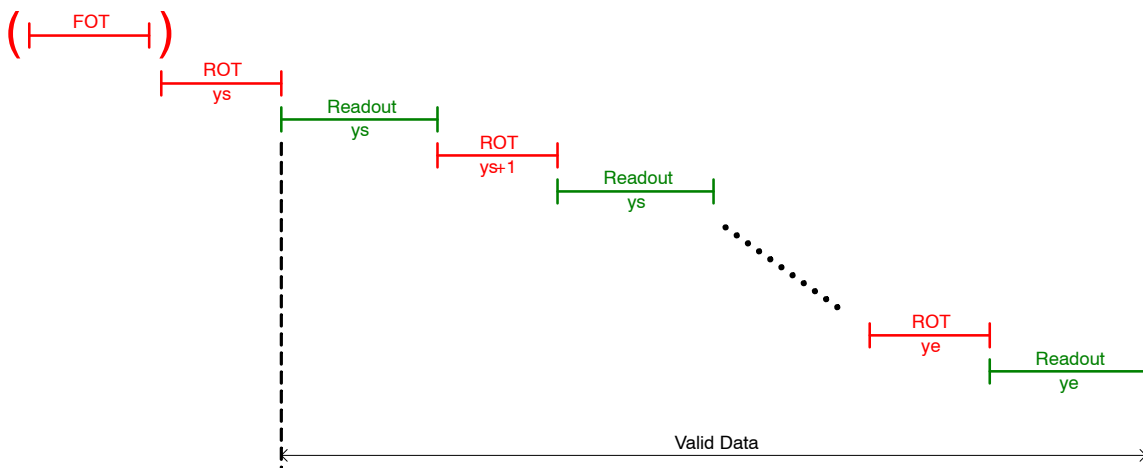 ( FOT )
ROT
ys
Readout
ys
ROT
ys+1
Readout
ys
ROT
ye
Readout
ye
Valid Data